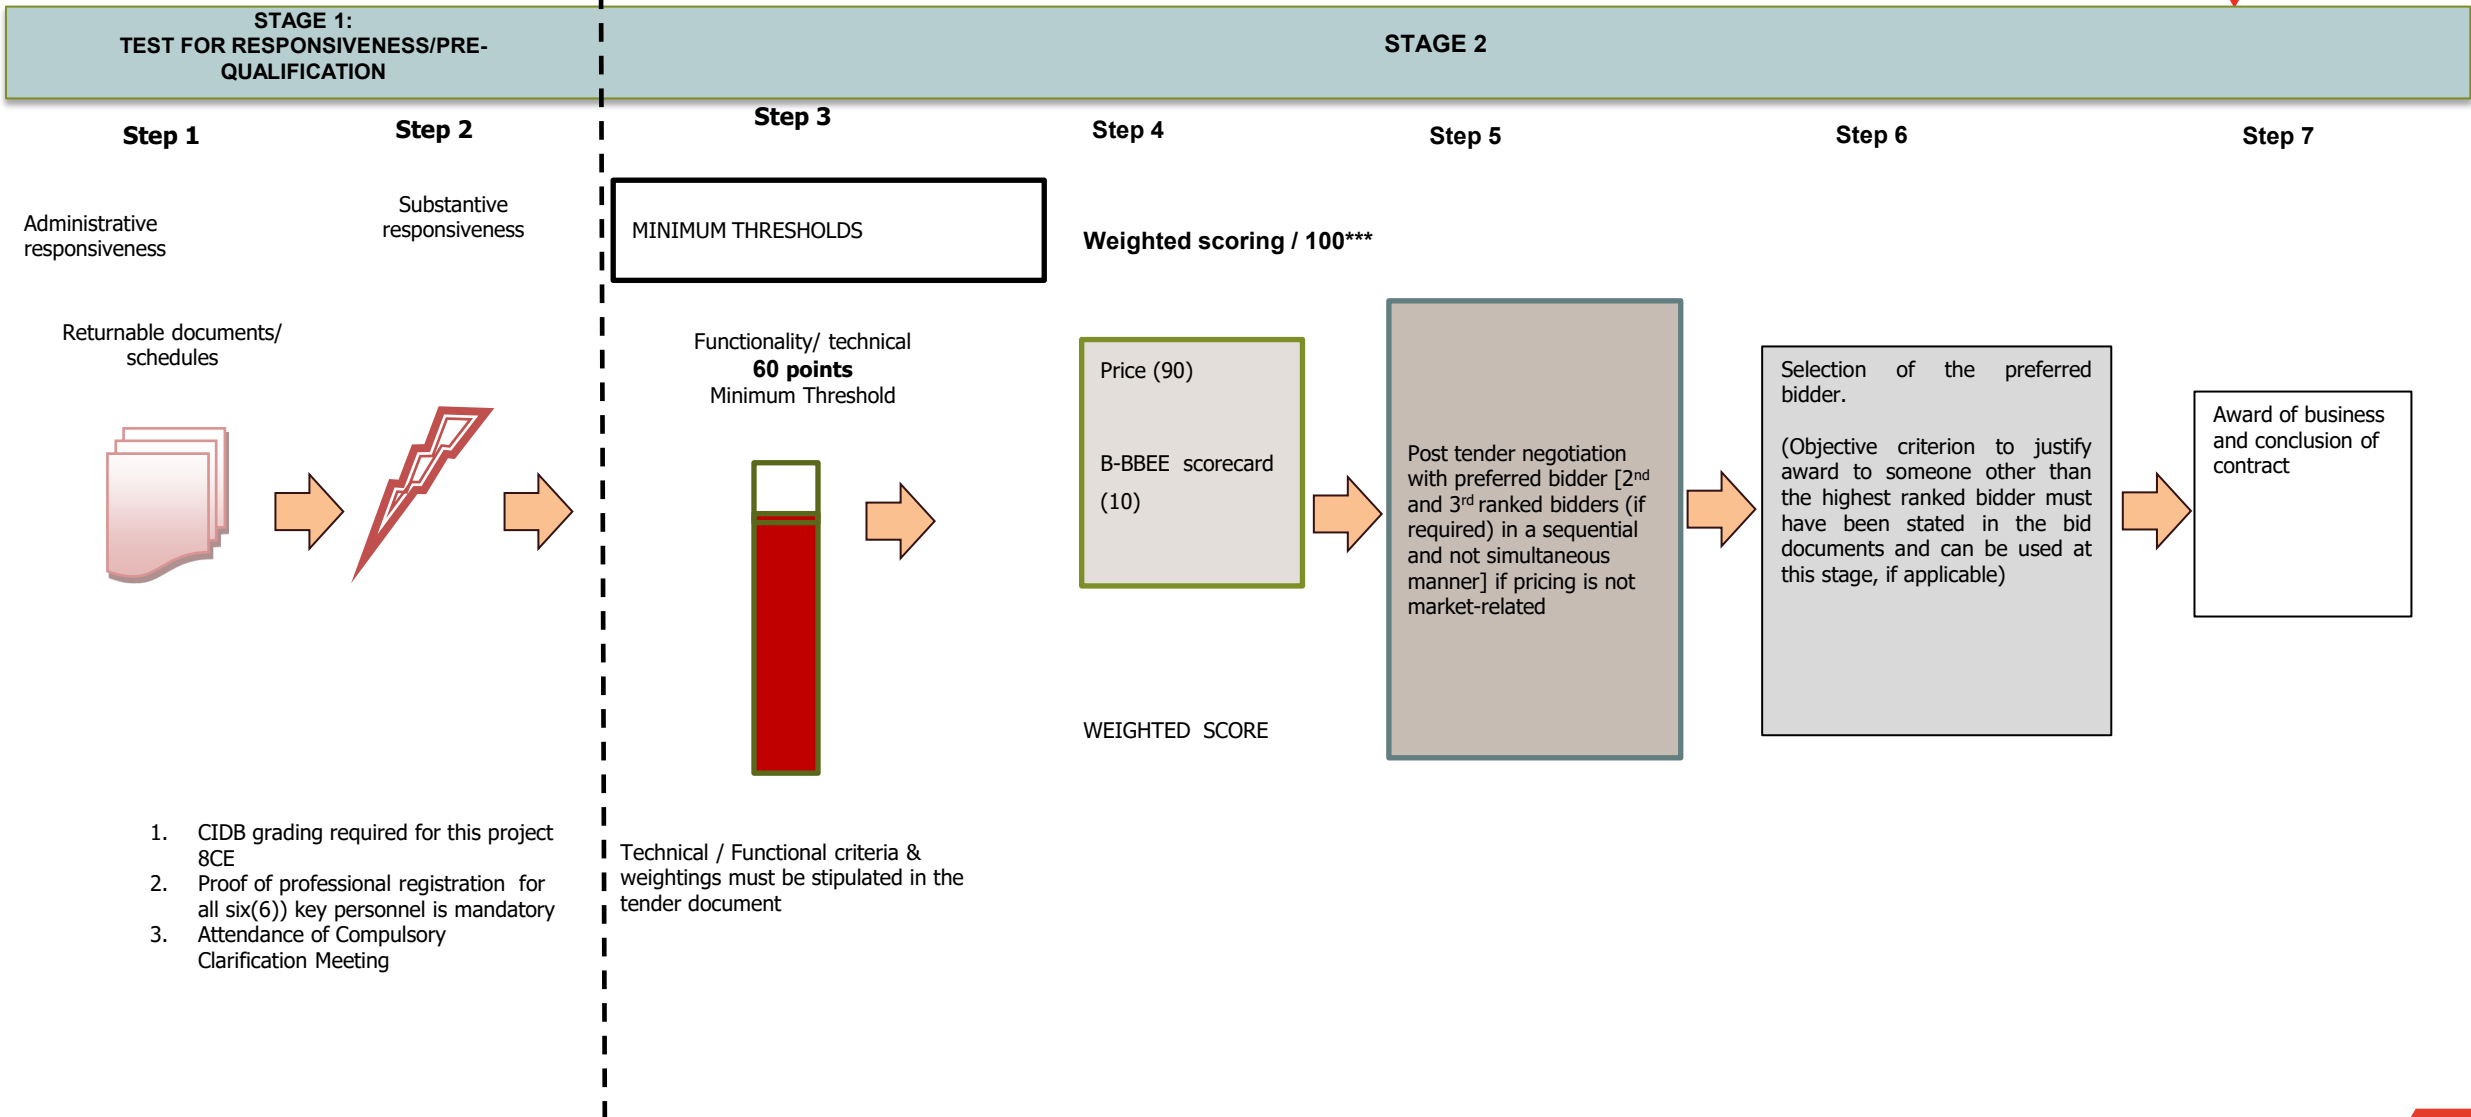 STAGE 1:
TEST FOR RESPONSIVENESS/PRE-
QUALIFICATION
STAGE 2
Step 1
Step 2
Step 3
Step 4
Step 5
Step 6
Step 7
Administrative
responsiveness
Substantive
responsiveness
MINIMUM THRESHOLDS
Weighted scoring / 100***
Returnable documents/
schedules
Functionality/ technical
60 points
Minimum Threshold
Price (90)
B-BBEE scorecard
(10)
WEIGHTED SCORE
Post tender negotiation
with preferred bidder [2nd
and 3rd ranked bidders (if
required) in a sequential
and not simultaneous
manner] if pricing is not
market-related
Selection of the preferred
bidder.
(Objective criterion to justify
award to someone other than
the highest ranked bidder must
have been stated in the bid
documents and can be used at
this stage, if applicable)
Award of business
and conclusion of
contract
1. CIDB grading required for this project
8CE
2. Proof of professional registration for
all six(6)) key personnel is mandatory
3. Attendance of Compulsory
Clarification Meeting
Technical / Functional criteria &
weightings must be stipulated in the
tender document